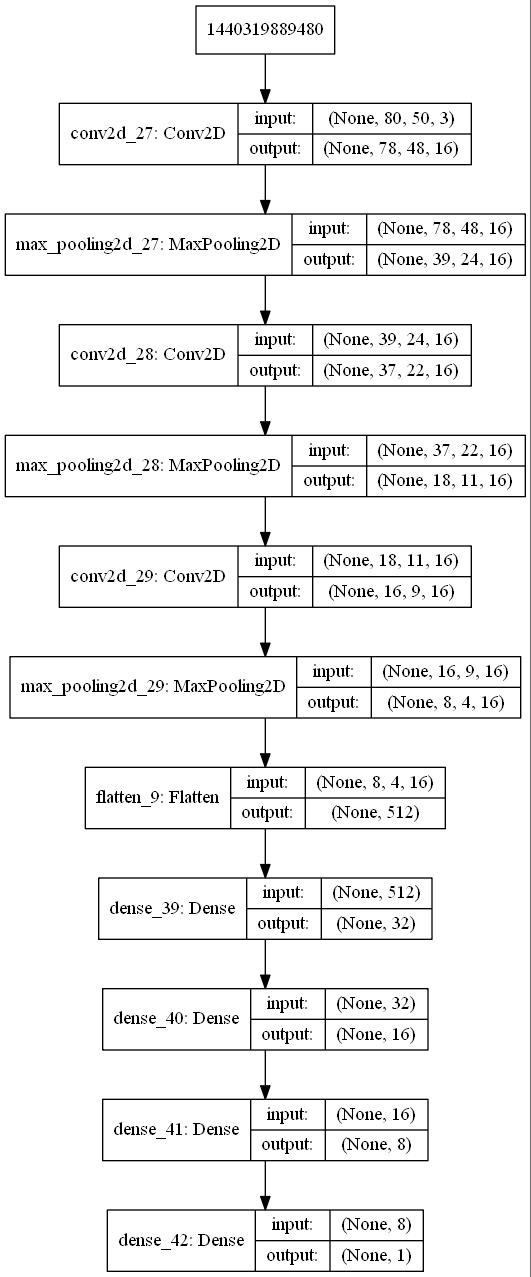 1440319889480
conv2d_27: Conv2D
input: (None, 80, 50, 3)
output: (None, 78, 48, 16)
max_pooling2d_27: MaxPooling2D
input: (None, 78, 48, 16)
output: (None, 39, 24, 16)
conv2d_28: Conv2D
input: (None, 39, 24, 16)
output: (None, 37, 22, 16)
max_pooling2d_28: MaxPooling2D
input: (None, 37, 22, 16)
output: (None, 18, 11, 16)
conv2d_29: Conv2D
input: (None, 18, 11, 16)
output: (None, 16, 9, 16)
max_pooling2d_29: MaxPooling2D
input: (None, 16, 9, 16)
output: (None, 8, 4, 16)
flatten_9: Flatten
input: (None, 8, 4, 16)
output: (None, 512)
dense_39: Dense
input: (None, 512)
output: (None, 32)
dense_40: Dense
input: (None, 32)
output: (None, 16)
dense_41: Dense
input: (None, 16)
output: (None, 8)
dense_42: Dense
input: (None, 8)
output: (None, 1)